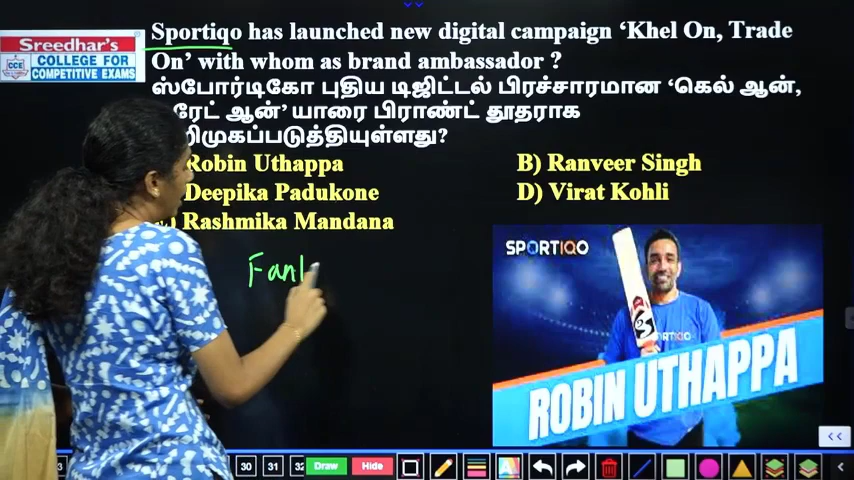 Sreedhar's
CCE
COLLEGE FOR
COMPETITIVE EXAMS
Sportiqo has launched new digital campaign ‘Khel On, Trade
On’ with whom as brand ambassador ?
ஸ்போர்டிகோ புதிய டிஜிட்டல் பிரச்சாரமான ‘கெல் ஆன்,
ரேட் ஆன்’ யாரை பிராண்ட் தூதராக
மிமுகப்படுத்தியுள்ளது?
Robin Uthappa
B) Ranveer Singh
Deepika Padukone
D) Virat Kohli
Rashmika Mandana
Fan
SPORTIQO
SPORTIQO
ROBIN UTHAPPA
<<
30 31 32 Draw Hide